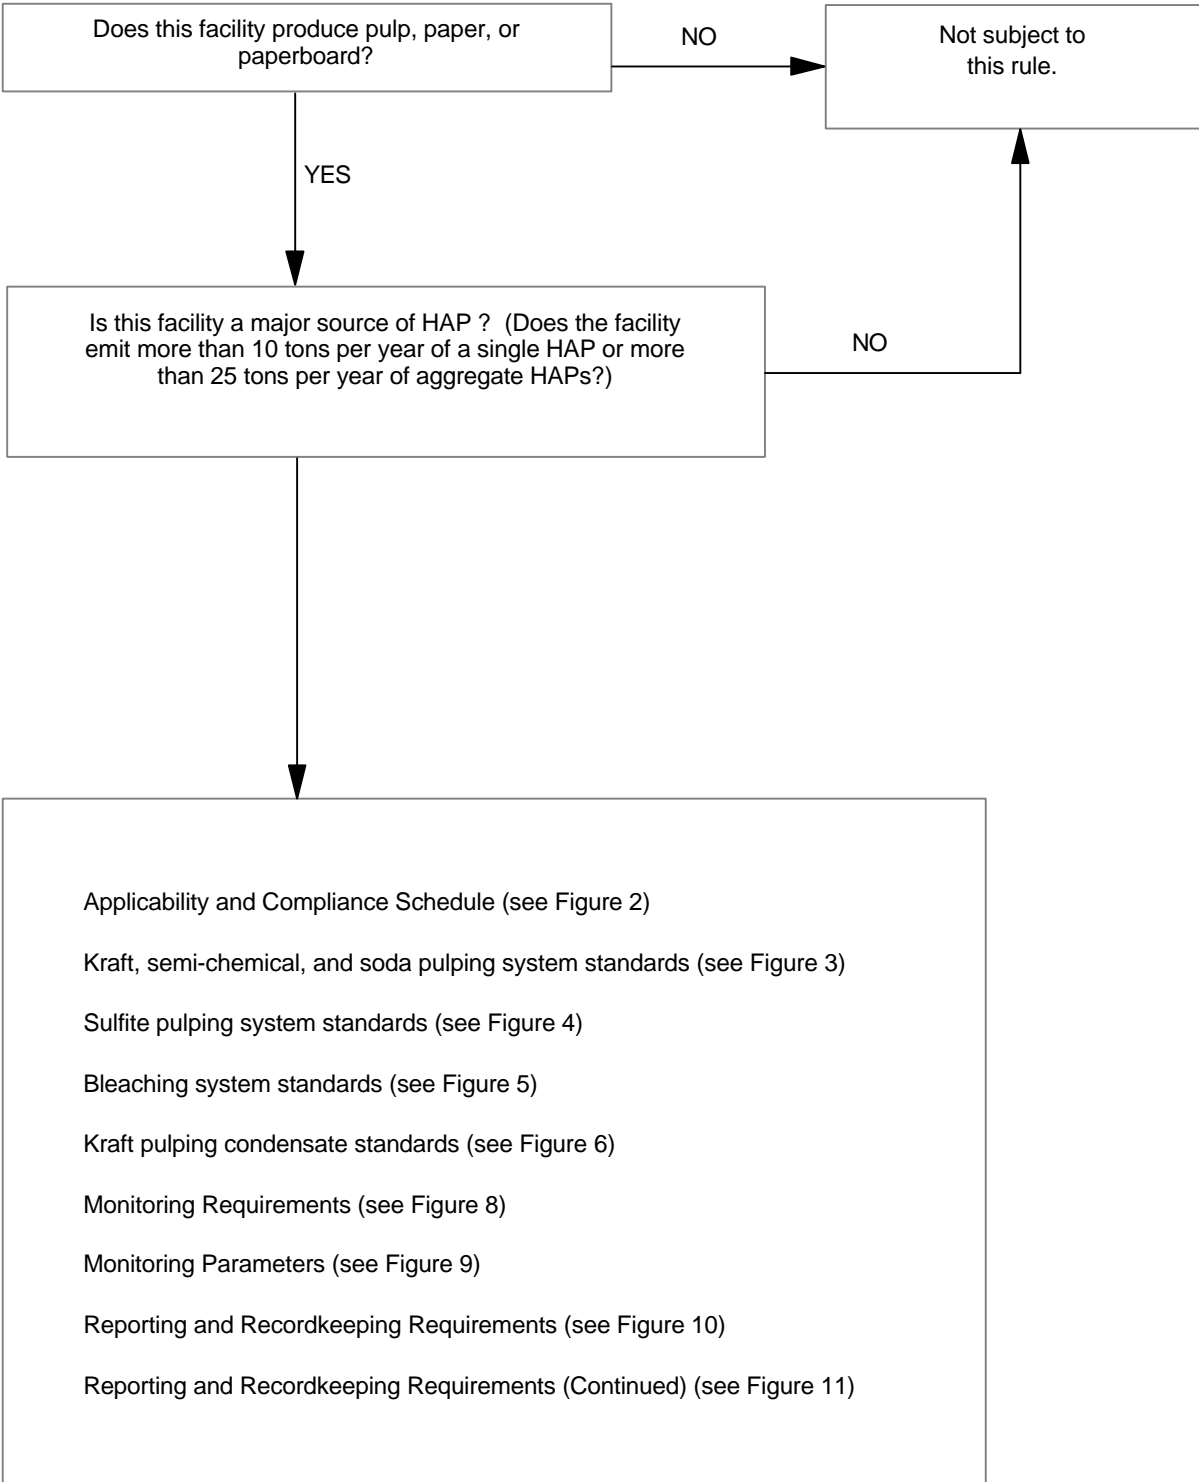 Does this facility produce pulp, paper, or
paperboard?
NO
Not subject to
this rule.
YES
Is this facility a major source of HAP ?  (Does the facility
emit more than 10 tons per year of a single HAP or more
than 25 tons per year of aggregate HAPs?)
NO
Applicability and Compliance Schedule (see Figure 2)
Kraft, semi-chemical, and soda pulping system standards (see Figure 3)
Sulfite pulping system standards (see Figure 4)
Bleaching system standards (see Figure 5)
Kraft pulping condensate standards (see Figure 6)
Monitoring Requirements (see Figure 8)
Monitoring Parameters (see Figure 9)
Reporting and Recordkeeping Requirements (see Figure 10)
Reporting and Recordkeeping Requirements (Continued) (see Figure 11)